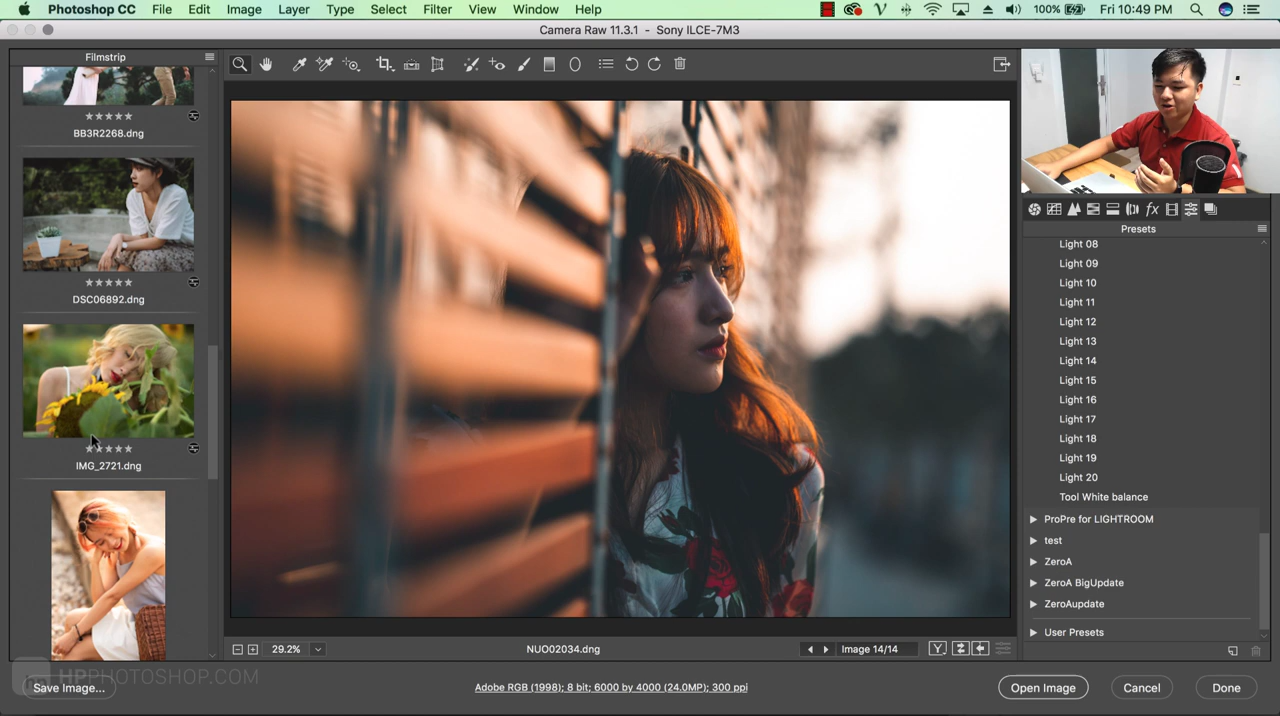 Photoshop CC File Edit Image Layer Type Select Filter View Window Help 100% Fri 10:49 PM
Camera Raw 11.3.1 - Sony ILCE-7M3
Filmstrip
BB3R2268.dng
DSC06892.dng
IMG_2721.dng
Presets
Light 08
Light 09
Light 10
Light 11
Light 12
Light 13
Light 14
Light 15
Light 16
Light 17
Light 18
Light 19
Light 20
Tool White balance
ProPre for LIGHTROOM
test
ZeroA
ZeroA BigUpdate
ZeroAupdate
User Presets
29.2% NUO02034.dng Image 14/14
HPPHOTOSHOP.COM
Save Image... Adobe RGB (1998); 8 bit; 6000 by 4000 (24.0MP); 300 ppi Open Image Cancel Done